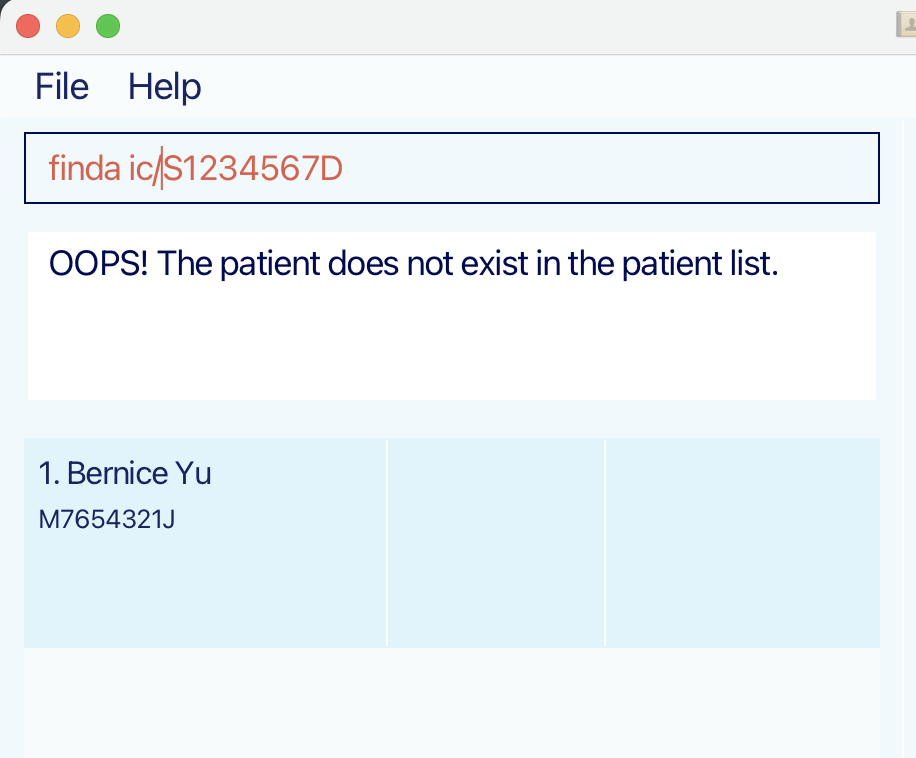 File Help
finda ic/S1234567D
OOPS! The patient does not exist in the patient list.
1. Bernice Yu
M7654321J